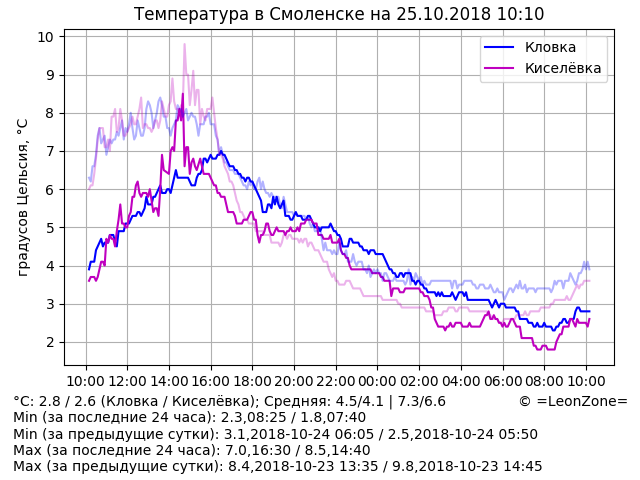 Температура в Смоленске на 25.10.2018 10:10
градусов Цельсия, °C
10
9
8
7
6
5
4
3
2
Кловка
Киселёвка
10:00 12:00 14:00 16:00 18:00 20:00 22:00 00:00 02:00 04:00 06:00 08:00 10:00
°C: 2.8 / 2.6 (Кловка / Киселёвка); Средняя: 4.5/4.1 | 7.3/6.6 © =LeonZone=
Min (за последние 24 часа): 2.3,08:25 / 1.8,07:40
Min (за предыдущие сутки): 3.1,2018-10-24 06:05 / 2.5,2018-10-24 05:50
Max (за последние 24 часа): 7.0,16:30 / 8.5,14:40
Max (за предыдущие сутки): 8.4,2018-10-23 13:35 / 9.8,2018-10-23 14:45